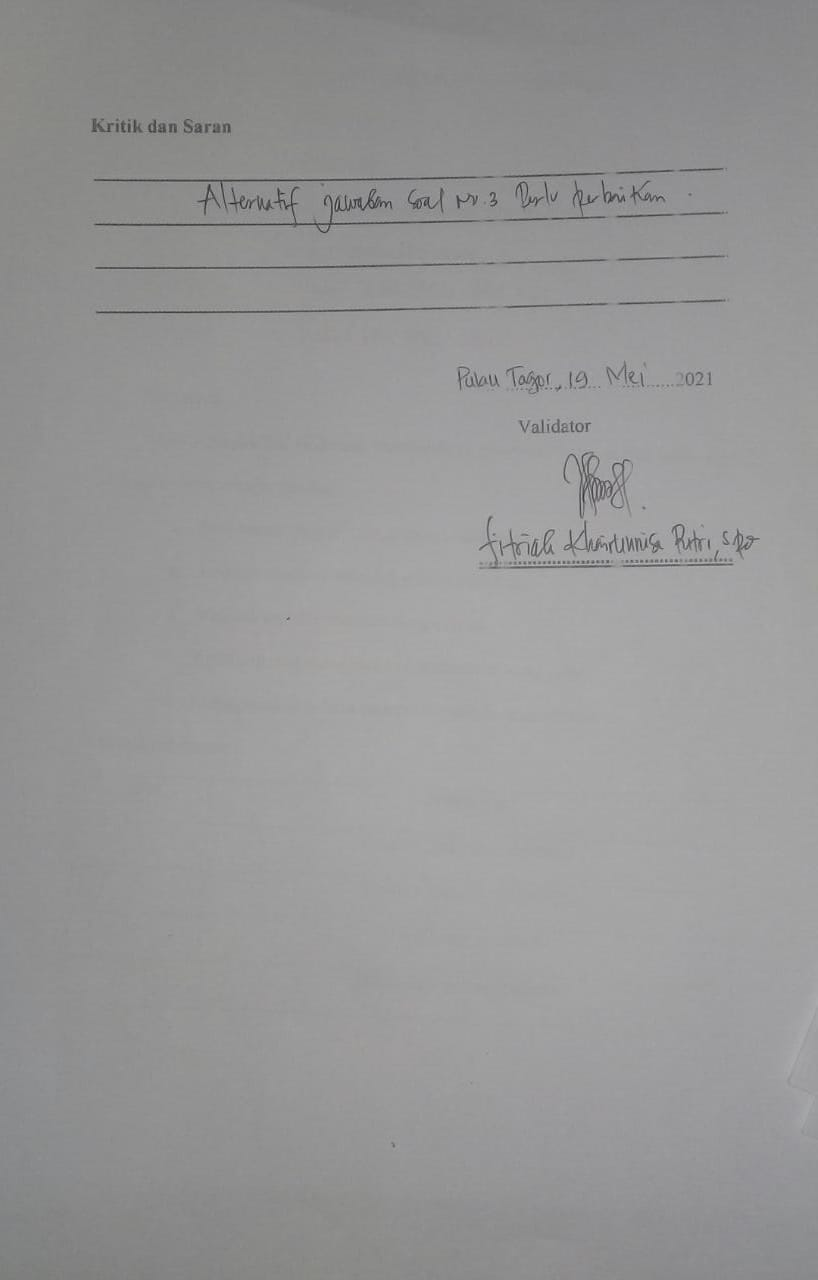 Kritik dan Saran
Alternatif jawaban soal No. 3 Perlu perbaikan .
Pulau Tagor, 19 Mei ......2021
Validator
Fitriah Khairunnisa Putri, S.Pd